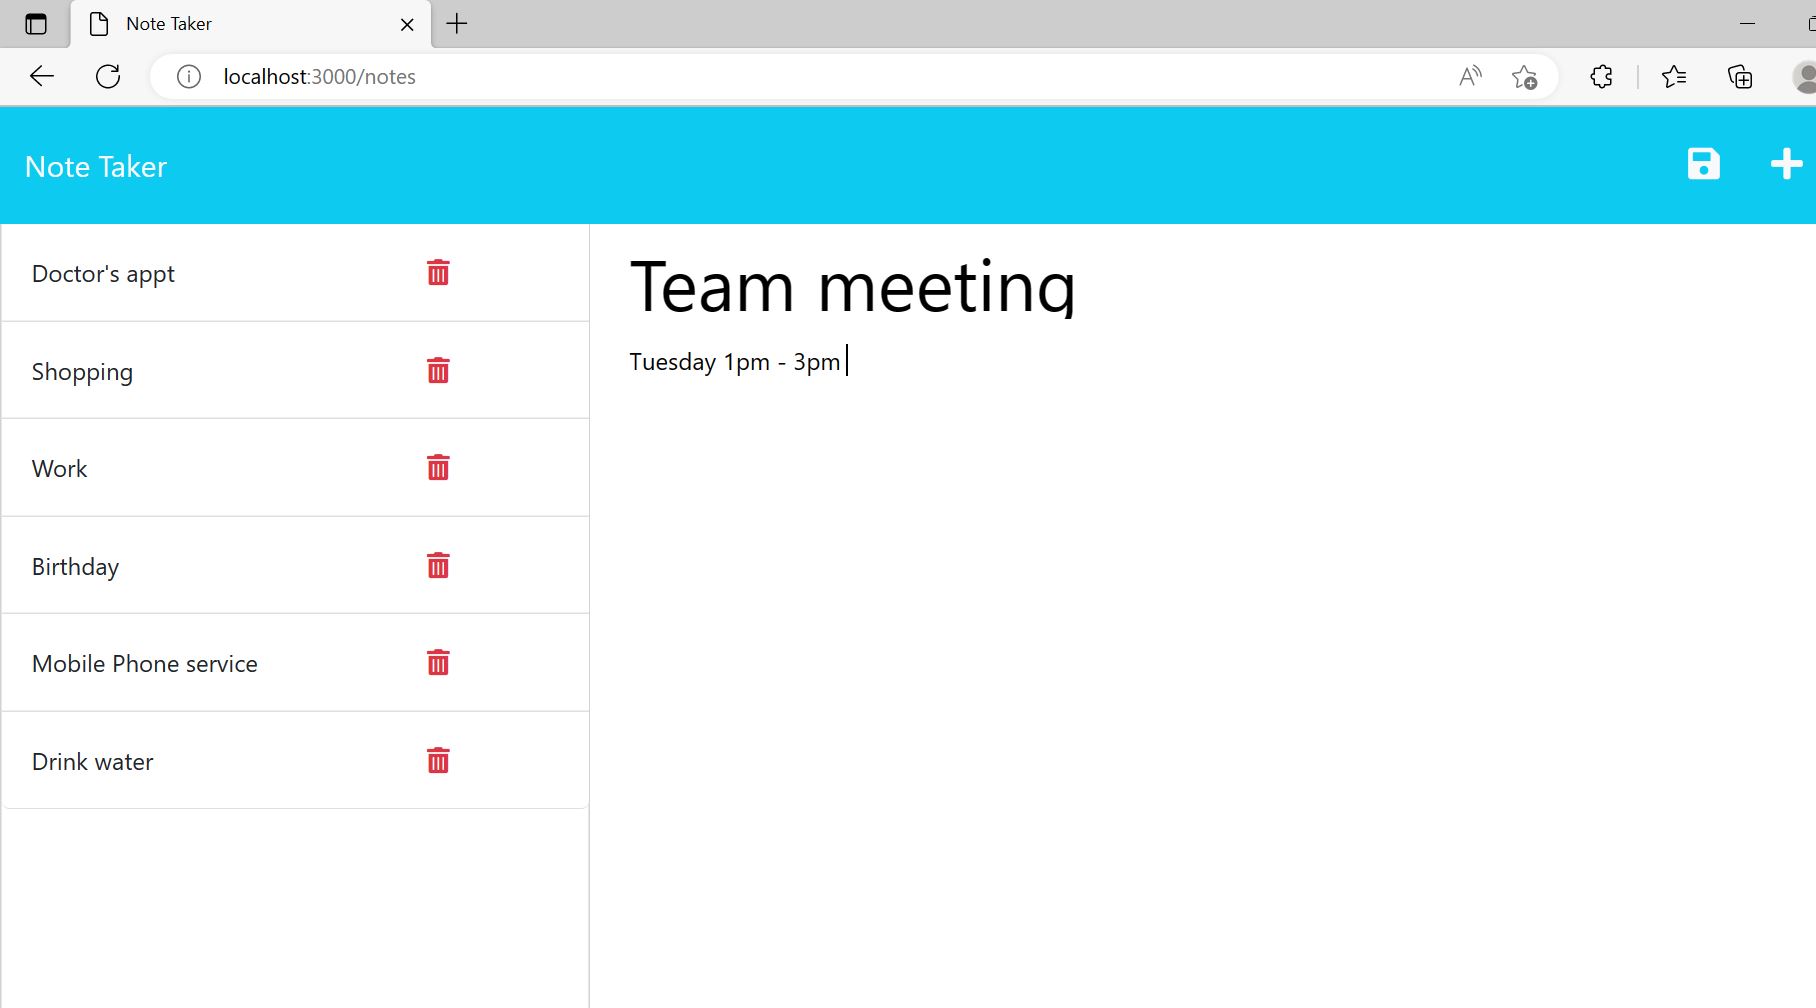 Note Taker
localhost:3000/notes
Note Taker
Doctor's appt
Shopping
Work
Birthday
Mobile Phone service
Drink water
Team meeting
Tuesday 1pm - 3pm